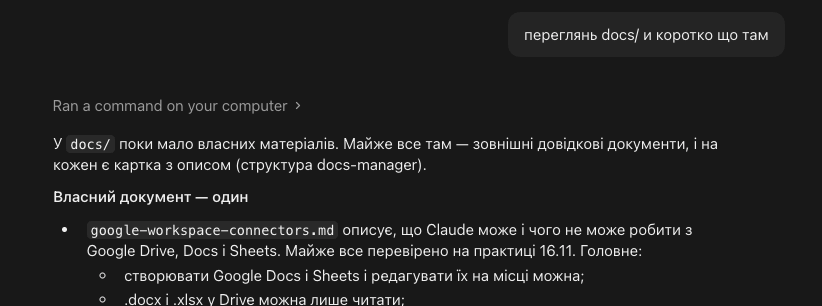 переглянь docs/ и коротко що там
Ran a command on your computer >
У docs/ поки мало власних матеріалів. Майже все там — зовнішні довідкові документи, і на
кожен є картка з описом (структура docs-manager).
Власний документ — один
• google-workspace-connectors.md описує, що Claude може і чого не може робити з
Google Drive, Docs і Sheets. Майже все перевірено на практиці 16.11. Головне:
◦ створювати Google Docs і Sheets і редагувати їх на місці можна;
◦ .docx і .xlsx у Drive можна лише читати;